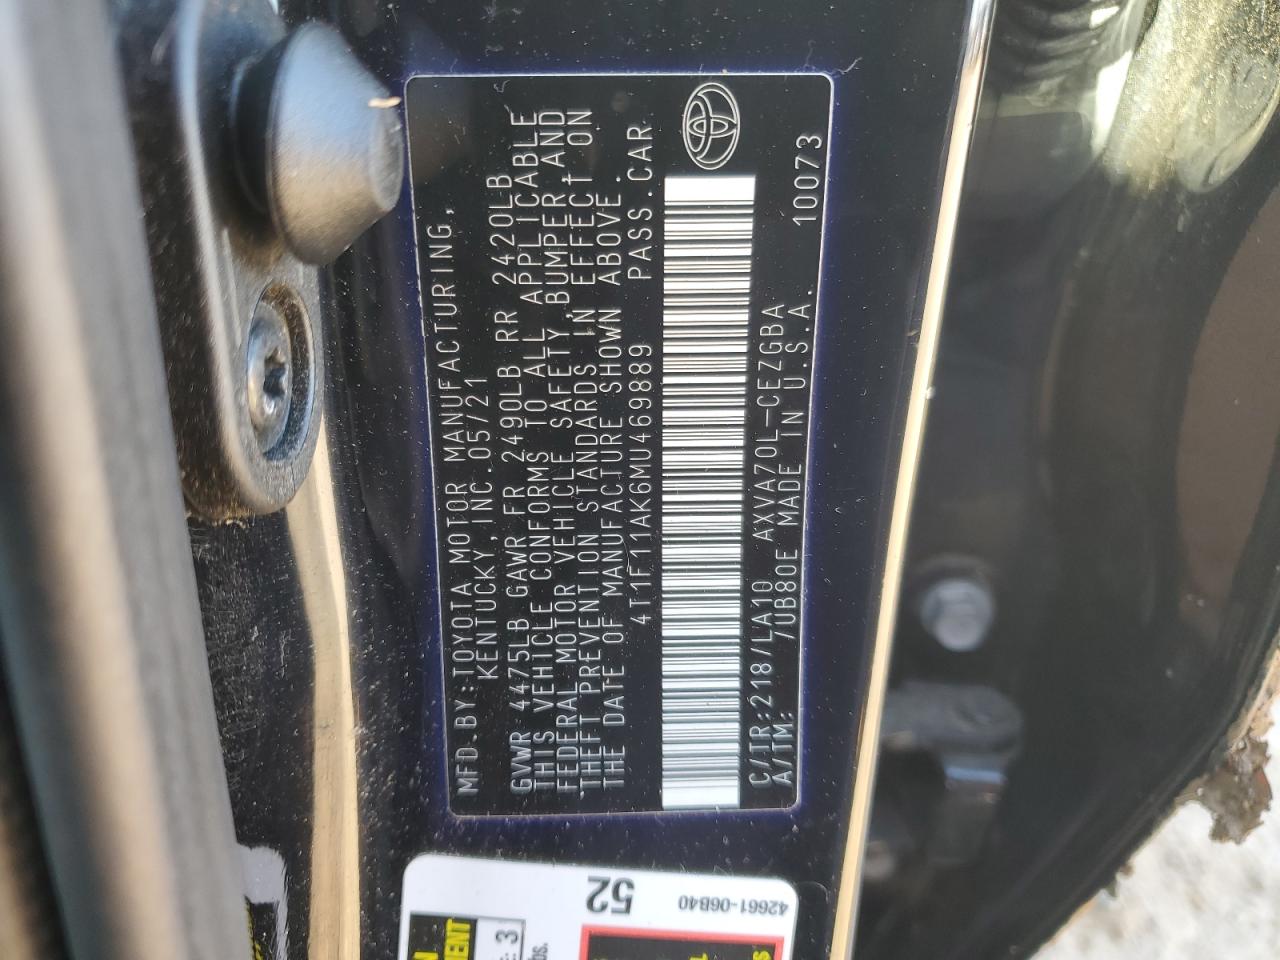 MFD.BY:TOYOTA MOTOR MANUFACTURING,
KENTUCKY,INC.05/21
GVWR 4475LB GAWR FR 2490LB RR 2420LB
THIS VEHICLE CONFORMS TO ALL APPLICABLE
FEDERAL MOTOR VEHICLE SAFETY,BUMPER,AND
THEFT PREVENTION STANDARDS IN EFFECT ON
THE DATE OF MANUFACTURE SHOWN ABOVE.
4T1F11AK6MU469889 PASS.CAR
C/TR:218/LA10 AXVA70L-CEZGBA
A/TM: 7UB80E MADE IN U.S.A.
10073
52
42661-06B40
3